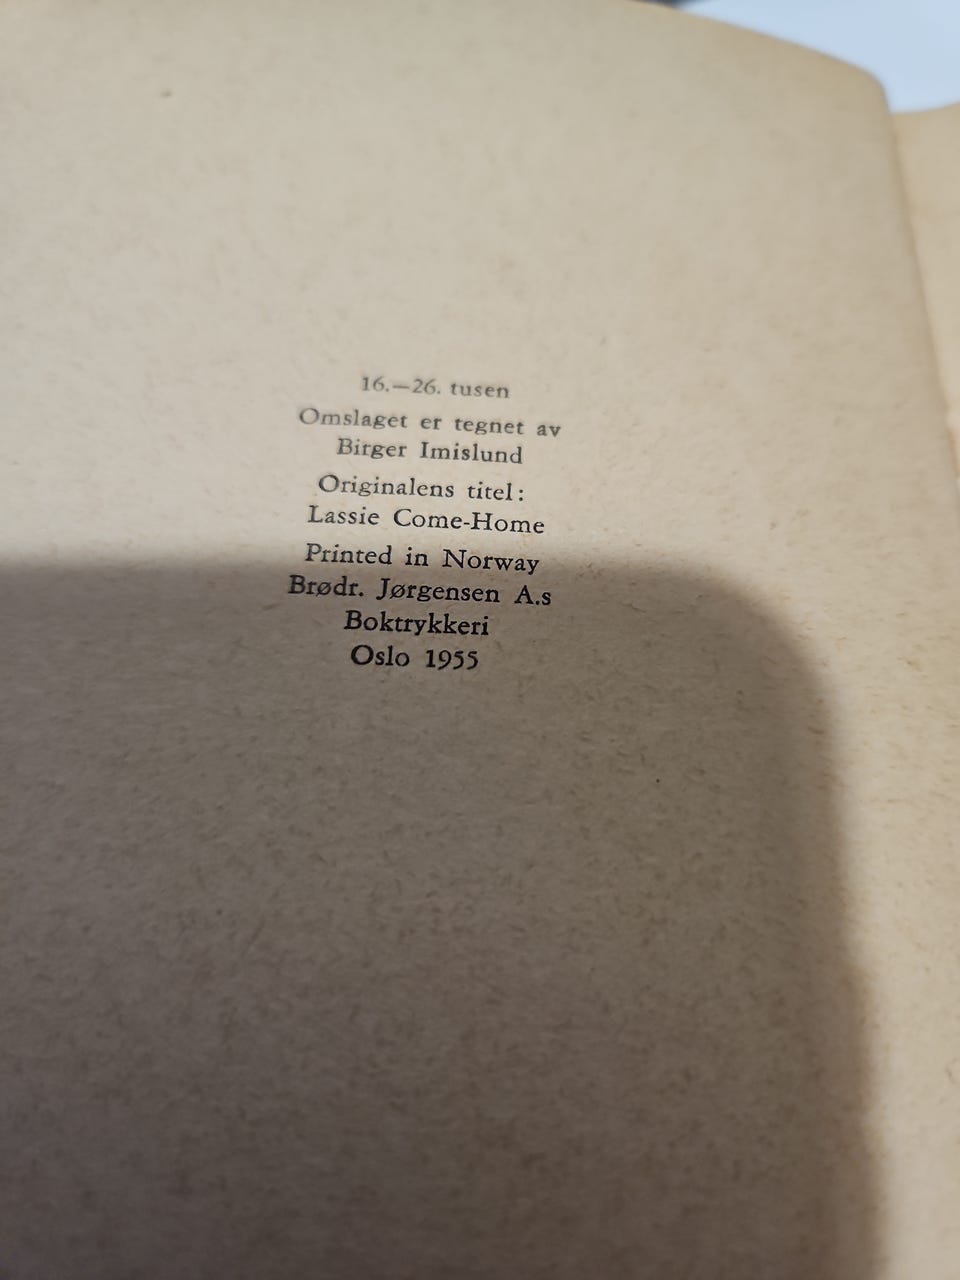 16.—26. tusen
Omslaget er tegnet av
Birger Imislund
Originalens titel:
Lassie Come-Home
Printed in Norway
Brødr. Jørgensen A.s
Boktrykkeri
Oslo 1955